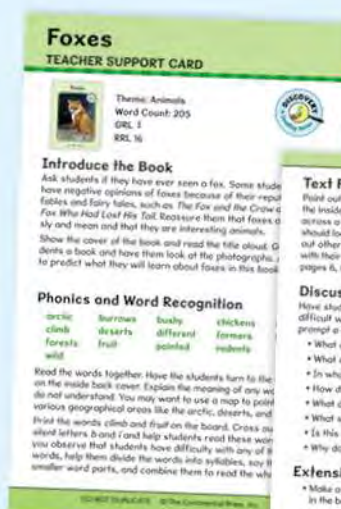 Foxes
TEACHER SUPPORT CARD
Theme: Animals
Word Count: 205
GRL
RRL 16
DISCOVERY
Introduce the Book
Ask students if they have ever seen a fox. Some stude
have negative opinions of foxes because of their repu
fables and fairy tales, such as The Fox and the Crow
Fox Who Had Lost His Tail. Reassure them that foxes
sly and mean and that they are interesting animals.
Show the cover of the book and read the title aloud. G
dents a book and have them look at the photographs.
to predict what they will learn about foxes in this book
Phonics and Word Recognition
arctic burrows bushy chickens
climb deserts different farmers
forests fruit pointed rodents
wild
Read the words together. Have the students turn to the
on the inside back cover. Explain the meaning of any wo
do not understand. You may want to use a map to point
various geographical areas like the arctic, deserts, and
Print the words climb and fruit on the board. Cross ou
silent letters b and i and help students read these wor
you observe that students have difficulty with any of
words, help them divide the words into syllables, say
smaller word parts, and combine them to read the wh
DO NOT DUPLICATE © The Continental Press, Inc.
Text F
Point out
the inside
across a
should lo
out other
with their
pages 6,
Discus
Have stud
difficult w
prompt a
• What
• What
• In wha
• How d
• What
• What
• Is this
• Why do
Extensi
• Make a
in the b